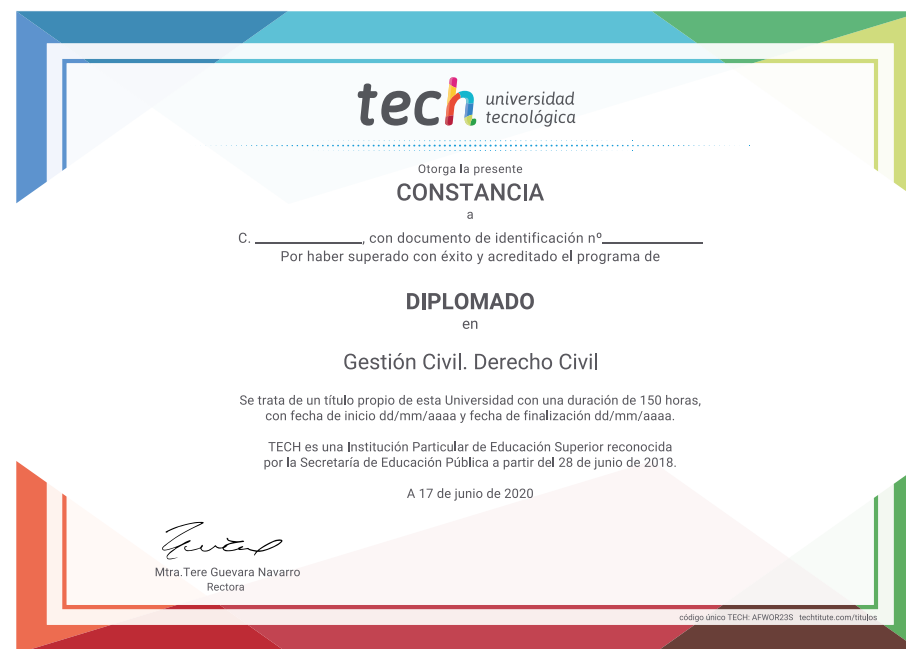 tech universidad
tecnológica
Otorga la presente
CONSTANCIA
a
C. ____________, con documento de identificación nº____________
Por haber superado con éxito y acreditado el programa de
DIPLOMADO
en
Gestión Civil. Derecho Civil
Se trata de un título propio de esta Universidad con una duración de 150 horas,
con fecha de inicio dd/mm/aaaa y fecha de finalización dd/mm/aaaa.
TECH es una Institución Particular de Educación Superior reconocida
por la Secretaría de Educación Pública a partir del 28 de junio de 2018.
A 17 de junio de 2020
Mtra.Tere Guevara Navarro
Rectora
código único TECH: AFWOR23S techtitute.com/titulos